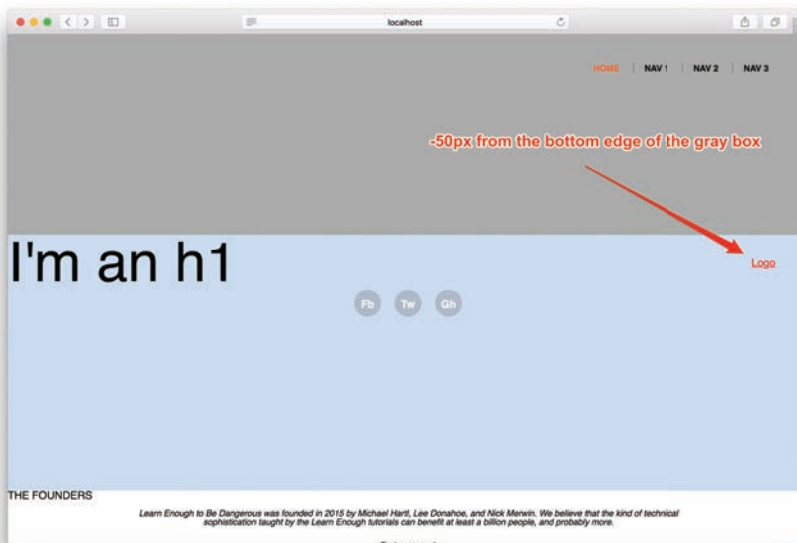 localhost
HOME NAV 1 NAV 2 NAV 3
-50px from the bottom edge of the gray box
I'm an h1
Logo
Fb Tw Gh
THE FOUNDERS
Learn Enough to Be Dangerous was founded in 2015 by Michael Hartl, Lee Donahoe, and Nick Merwin. We believe that the kind of technical
sophistication taught by the Learn Enough tutorials can benefit at least a billion people, and probably more.